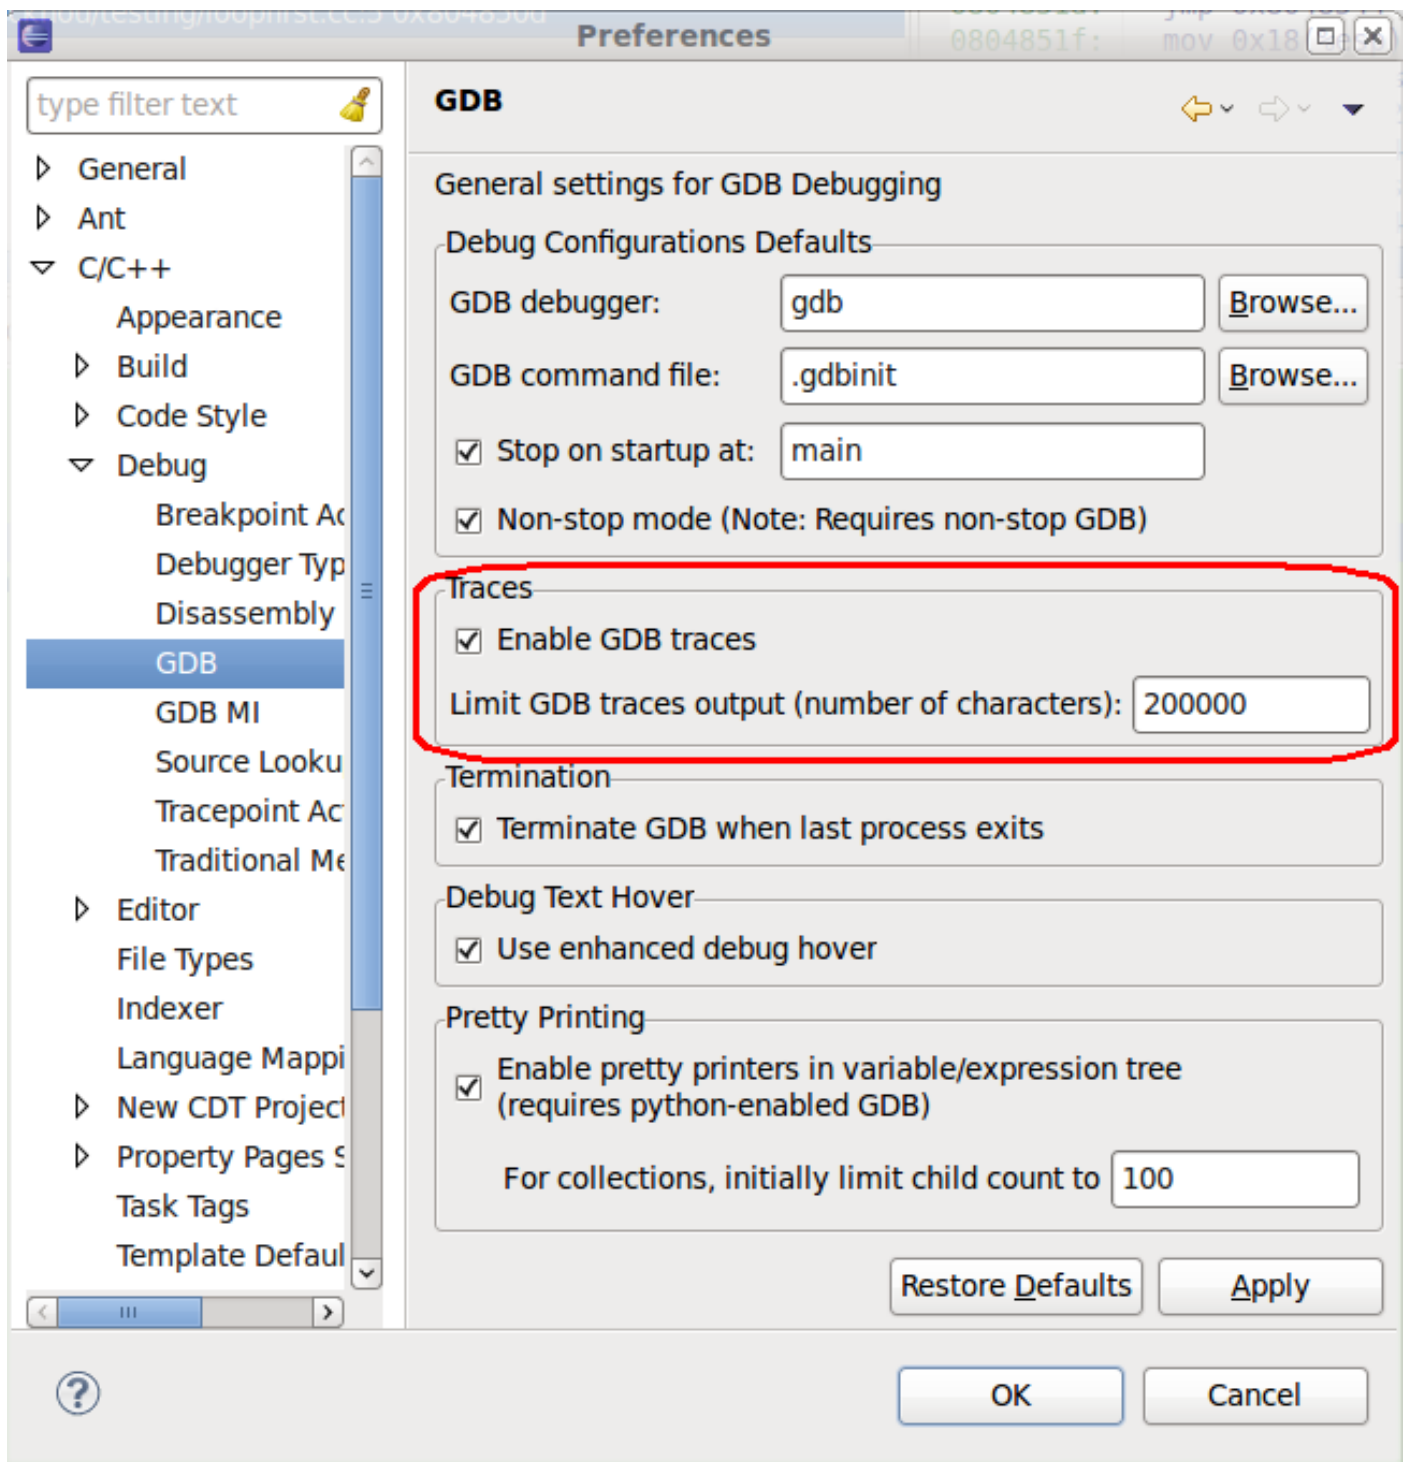 Preferences
0804851f:
mov 0x18
type filter text
General
Ant
C/C++
Appearance
Build
Code Style
Debug
Breakpoint Ac
Debugger Typ
Disassembly
GDB
GDB MI
Source Looku
Tracepoint Ac
Traditional Me
Editor
File Types
Indexer
Language Mappi
New CDT Project
Property Pages S
Task Tags
Template Defaul
GDB
General settings for GDB Debugging
Debug Configurations Defaults
GDB debugger: gdb Browse...
GDB command file: .gdbinit Browse...
Stop on startup at: main
Non-stop mode (Note: Requires non-stop GDB)
Traces
Enable GDB traces
Limit GDB traces output (number of characters): 200000
Termination
Terminate GDB when last process exits
Debug Text Hover
Use enhanced debug hover
Pretty Printing
Enable pretty printers in variable/expression tree
(requires python-enabled GDB)
For collections, initially limit child count to 100
Restore Defaults Apply
OK Cancel